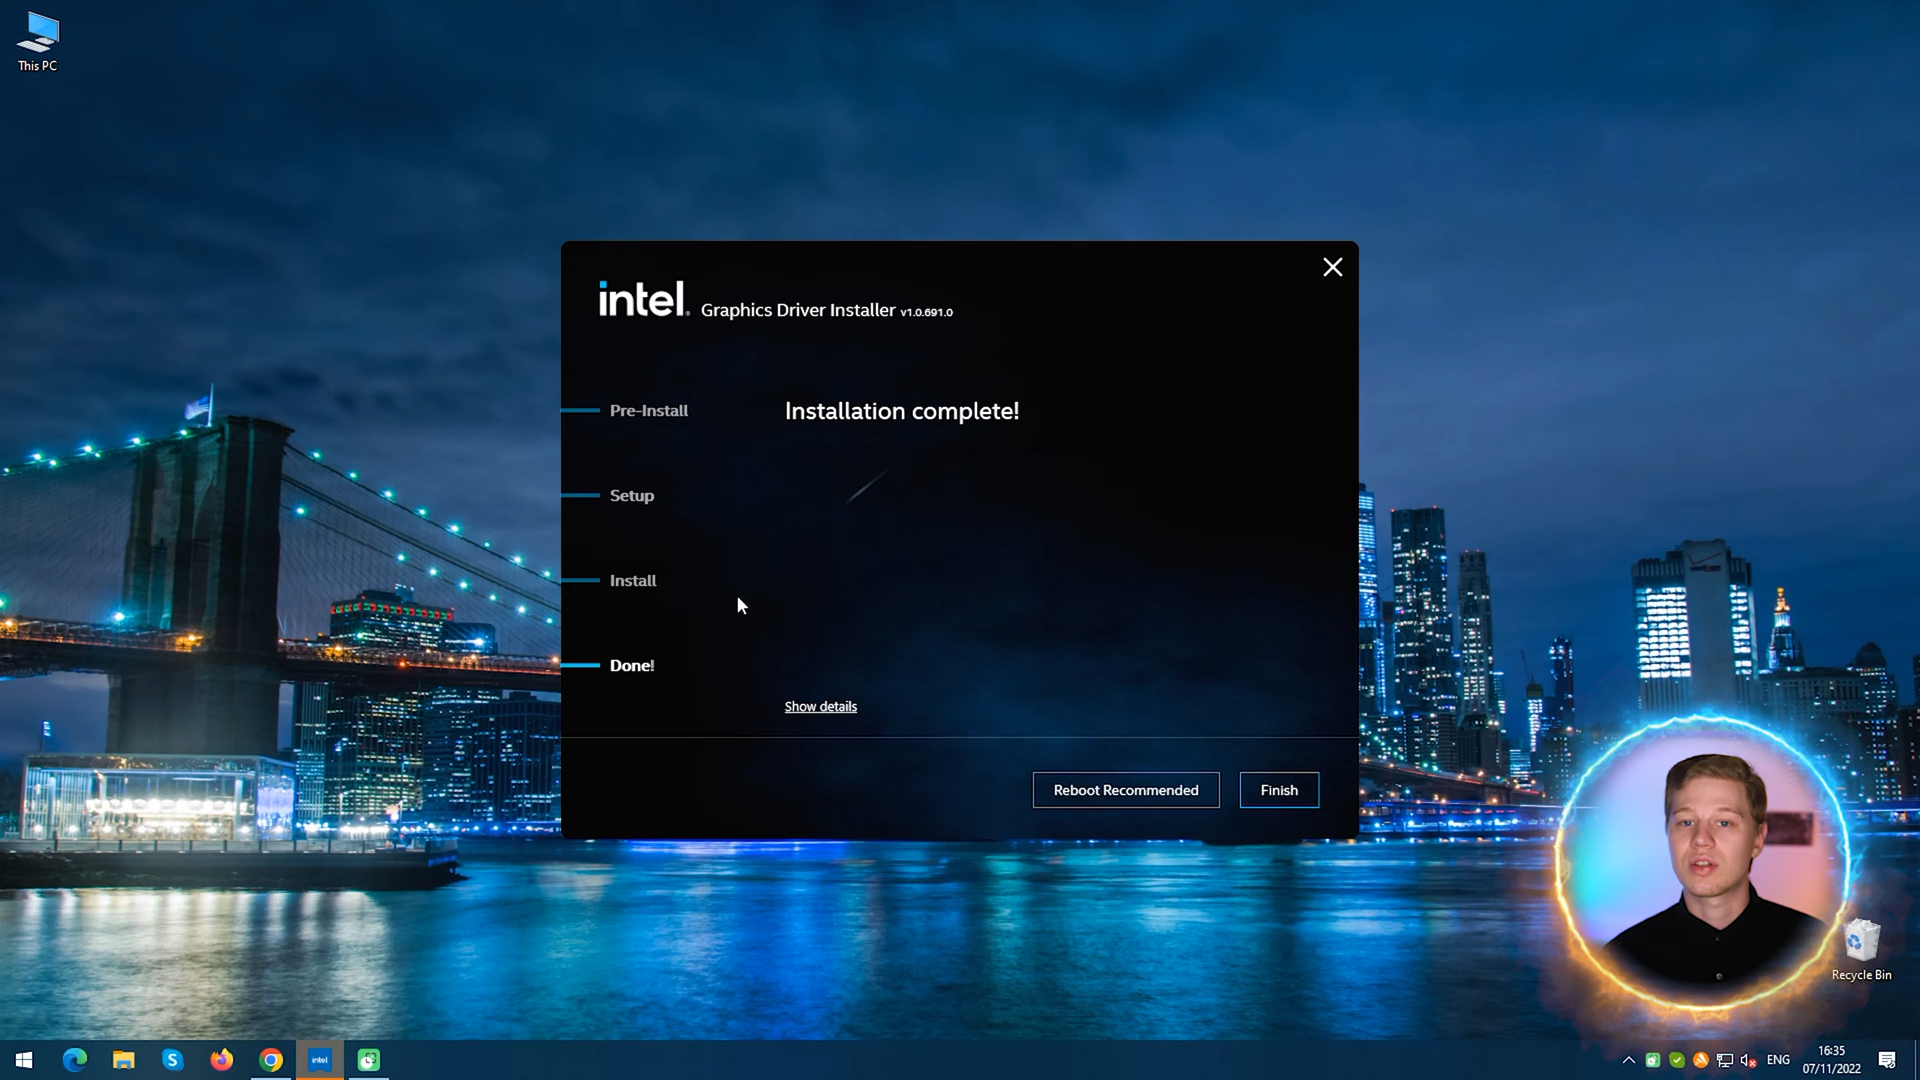 This PC
intel. Graphics Driver Installer v1.0.691.0
Pre-Install
Installation complete!
Setup
Install
Done!
Show details
Reboot Recommended
Finish
Recycle Bin
intel
ENG
16:35
07/11/2022